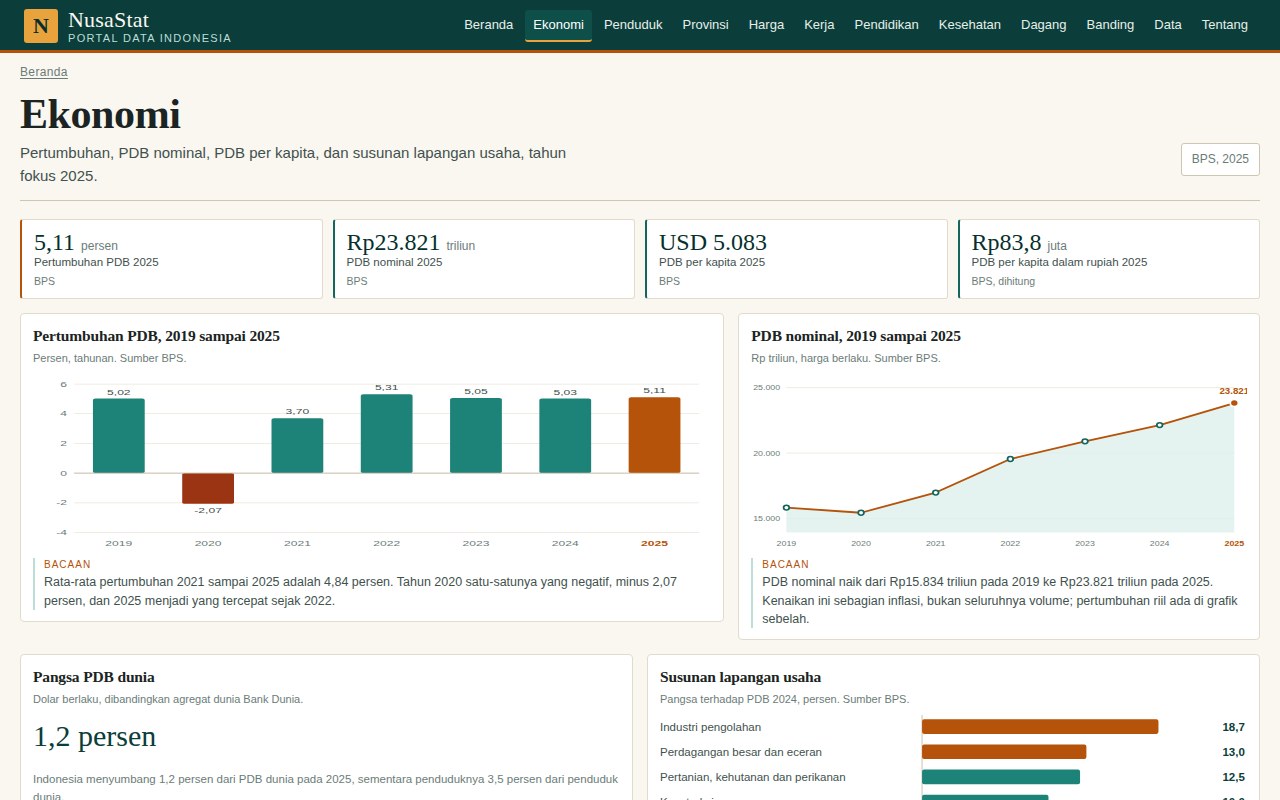 N
NusaStat
PORTAL DATA INDONESIA
Beranda Ekonomi Penduduk Provinsi Harga Kerja Pendidikan Kesehatan Dagang Banding Data Tentang
Beranda
Ekonomi
Pertumbuhan, PDB nominal, PDB per kapita, dan susunan lapangan usaha, tahun
fokus 2025.
BPS, 2025
5,11 persen
Pertumbuhan PDB 2025
BPS
Rp23.821 triliun
PDB nominal 2025
BPS
USD 5.083
PDB per kapita 2025
BPS
Rp83,8 juta
PDB per kapita dalam rupiah 2025
BPS, dihitung
Pertumbuhan PDB, 2019 sampai 2025
Persen, tahunan. Sumber BPS.
6
4
2
0
-2
-4
5,02
-2,07
3,70
5,31
5,05
5,03
5,11
2019 2020 2021 2022 2023 2024 2025
BACAAN
Rata-rata pertumbuhan 2021 sampai 2025 adalah 4,84 persen. Tahun 2020 satu-satunya yang negatif, minus 2,07
persen, dan 2025 menjadi yang tercepat sejak 2022.
PDB nominal, 2019 sampai 2025
Rp triliun, harga berlaku. Sumber BPS.
25.000
20.000
15.000
23.821
2019 2020 2021 2022 2023 2024 2025
BACAAN
PDB nominal naik dari Rp15.834 triliun pada 2019 ke Rp23.821 triliun pada 2025.
Kenaikan ini sebagian inflasi, bukan seluruhnya volume; pertumbuhan riil ada di grafik
sebelah.
Pangsa PDB dunia
Dolar berlaku, dibandingkan agregat dunia Bank Dunia.
1,2 persen
Indonesia menyumbang 1,2 persen dari PDB dunia pada 2025, sementara penduduknya 3,5 persen dari penduduk
dunia.
Susunan lapangan usaha
Pangsa terhadap PDB 2024, persen. Sumber BPS.
Industri pengolahan 18,7
Perdagangan besar dan eceran 13,0
Pertanian, kehutanan dan perikanan 12,5